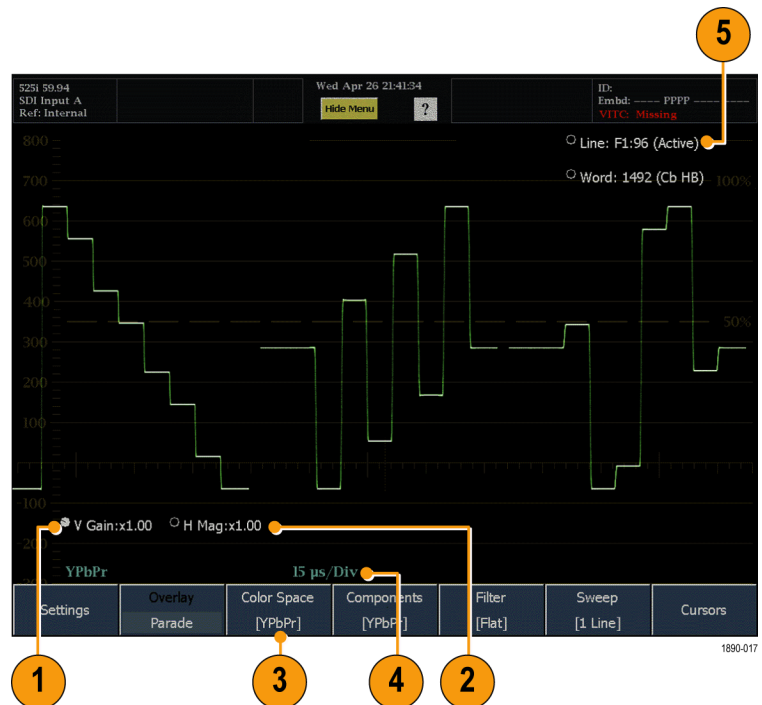 5
525i 59.94
SDI Input A
Ref: Internal
Wed Apr 26 21:41:34
Hide Menu
?
ID:
Embd: ---- PPPP ---- ----
VITC: Missing
800
Line: F1:96 (Active)
700
Word: 1492 (Cb HB)
100%
600
500
400
50%
300
200
100
-100
V Gain:x1.00
H Mag:x1.00
-200
YPbPr
15 µs/Div
Settings
Overlay
Parade
Color Space
[YPbPr]
Components
[YPbPr]
Filter
[Flat]
Sweep
[1 Line]
Cursors
1890-017
1
3
4
2